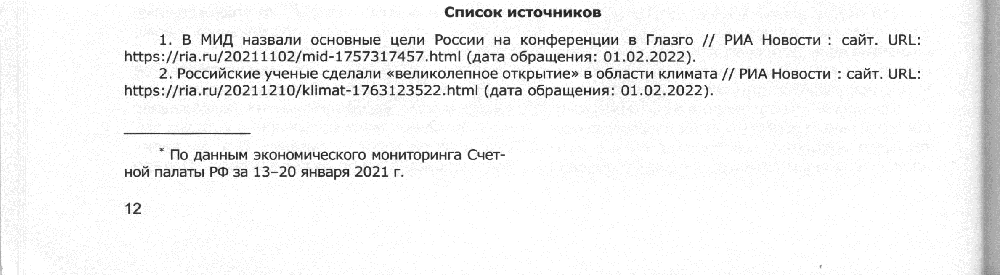 Список источников
1. В МИД назвали основные цели России на конференции в Глазго // РИА Новости : сайт. URL:
https://ria.ru/20211102/mid-1757317457.html (дата обращения: 01.02.2022).
2. Российские ученые сделали «великолепное открытие» в области климата // РИА Новости : сайт. URL:
https://ria.ru/20211210/klimat-1763123522.html (дата обращения: 01.02.2022).
* По данным экономического мониторинга Счет-
ной палаты РФ за 13–20 января 2021 г.
12